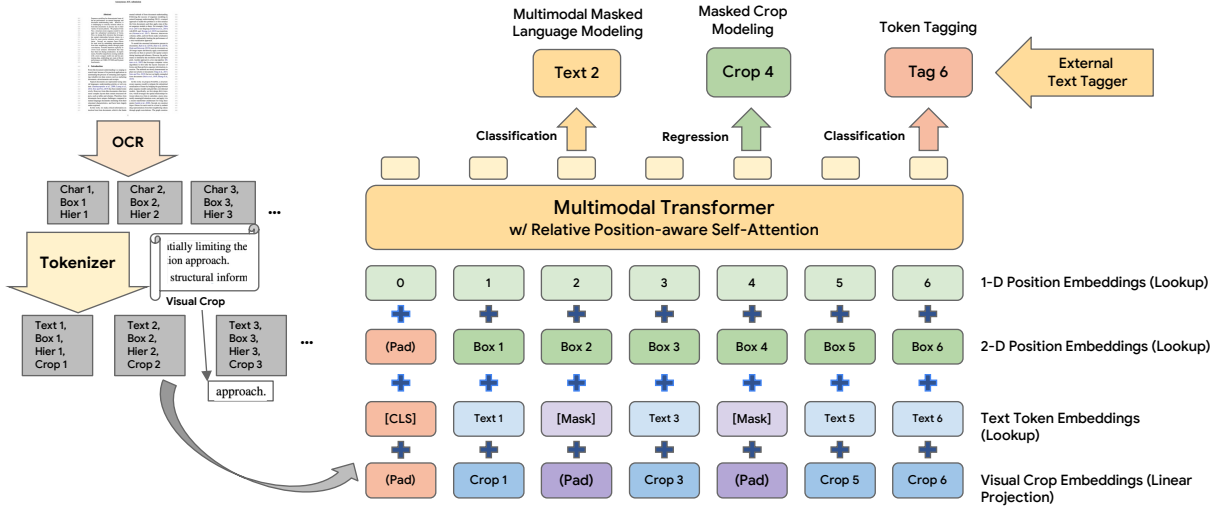 Multimodal Masked
Language Modeling
Masked Crop
Modeling
Token Tagging
Text 2
Crop 4
Tag 6
External
Text Tagger
Classification
Regression
Classification
OCR
Char 1,
Box 1
Hier 1
Char 2,
Box 2,
Hier 2
Char 3,
Box 3,
Hier 3
...
Multimodal Transformer
w/ Relative Position-aware Self-Attention
Tokenizer
tially limiting the
ion approach.
structural inform
Visual Crop
Text 1,
Box 1,
Hier 1,
Crop 1
Text 2,
Box 2,
Hier 2,
Crop 2
Text 3,
Box 3,
Hier 3,
Crop 3
...
approach.
0 1 2 3 4 5 6 1-D Position Embeddings (Lookup)
(Pad) Box 1 Box 2 Box 3 Box 4 Box 5 Box 6 2-D Position Embeddings (Lookup)
[CLS] Text 1 [Mask] Text 3 [Mask] Text 5 Text 6 Text Token Embeddings
(Lookup)
(Pad) Crop 1 (Pad) Crop 3 (Pad) Crop 5 Crop 6 Visual Crop Embeddings (Linear
Projection)